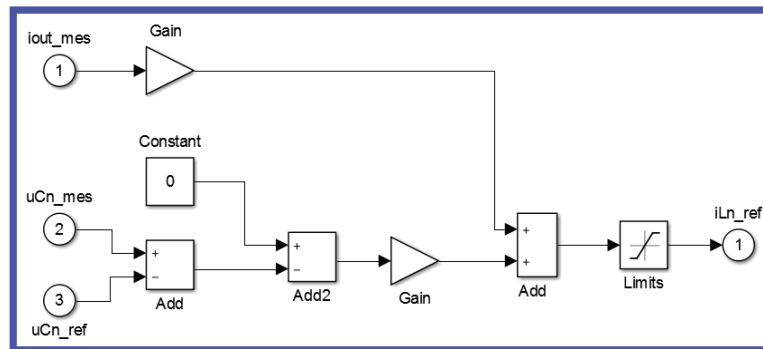 iout_mes
Gain
1
Constant
0
uCn_mes
2
+
−
Add
3
uCn_ref
+
−
Add2
Gain
+
+
Add
Limits
iLn_ref
1